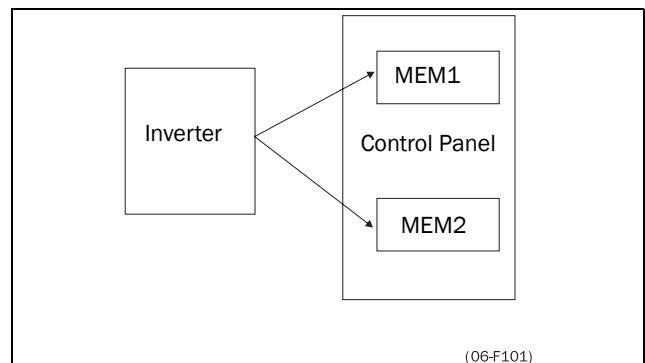 MEM1
Inverter
Control Panel
MEM2
(06-F101)